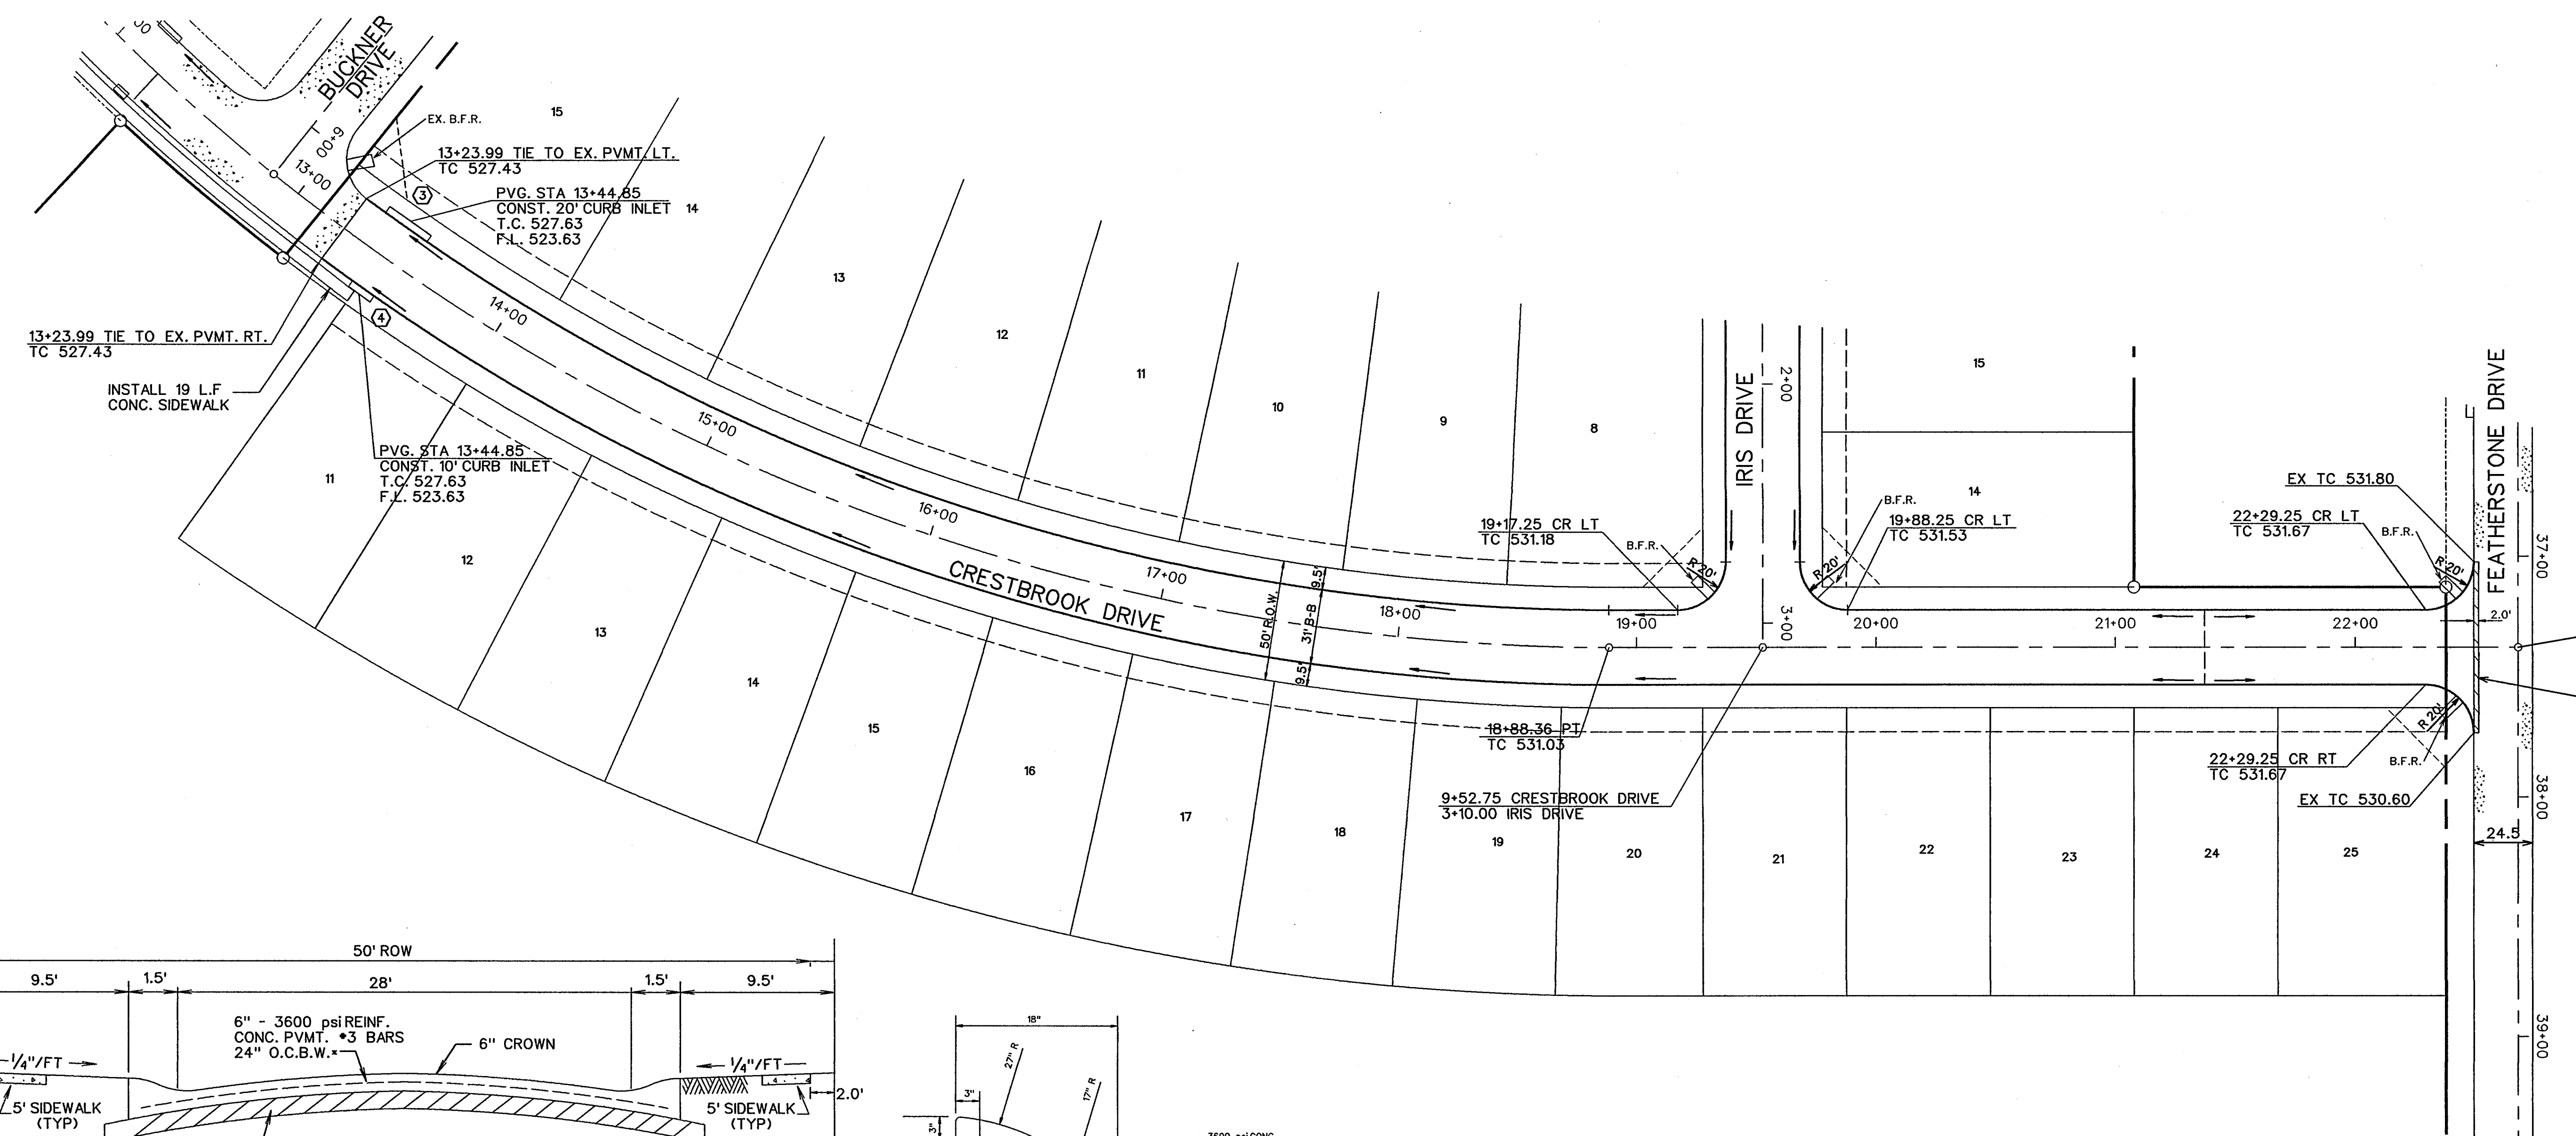 BUCKNER
DRIVE
15
EX. B.F.R.
6+00
13+00
13+23.99 TIE TO EX. PVMT. LT.
TC 527.43
3
PVG. STA 13+44.85
CONST. 20' CURB INLET
T.C. 527.63
F.L. 523.63
14
13
12
11
10
9
8
4
13+23.99 TIE TO EX. PVMT. RT.
TC 527.43
INSTALL 19 L.F
CONC. SIDEWALK
PVG. STA 13+44.85
CONST. 10' CURB INLET
T.C. 527.63
F.L. 523.63
14+00
15+00
16+00
17+00
18+00
19+00
20+00
21+00
22+00
CRESTBROOK DRIVE
50' R.O.W.
9.5'
31' B-B
9.5'
IRIS DRIVE
2+00
3+00
19+17.25 CR LT
TC 531.18
B.F.R.
R 20'
R 20'
B.F.R.
19+88.25 CR LT
TC 531.53
15
14
EX TC 531.80
22+29.25 CR LT
TC 531.67
B.F.R.
R 20'
FEATHERSTONE DRIVE
37+00
2.0'
18+88.36 PT
TC 531.03
9+52.75 CRESTBROOK DRIVE
3+10.00 IRIS DRIVE
R 20'
22+29.25 CR RT
TC 531.67
B.F.R.
EX TC 530.60
38+00
24.5
39+00
11
12
13
14
15
16
17
18
19
20
21
22
23
24
25
50' ROW
9.5'
1.5'
28'
1.5'
9.5'
6" - 3600 psi REINF.
CONC. PVMT. #3 BARS
24" O.C.B.W.*
6" CROWN
1/4"/FT
1/4"/FT
5' SIDEWALK
(TYP)
5' SIDEWALK
(TYP)
2.0'
18"
27" R
17" R
3"
3"
3600 psi CONC.